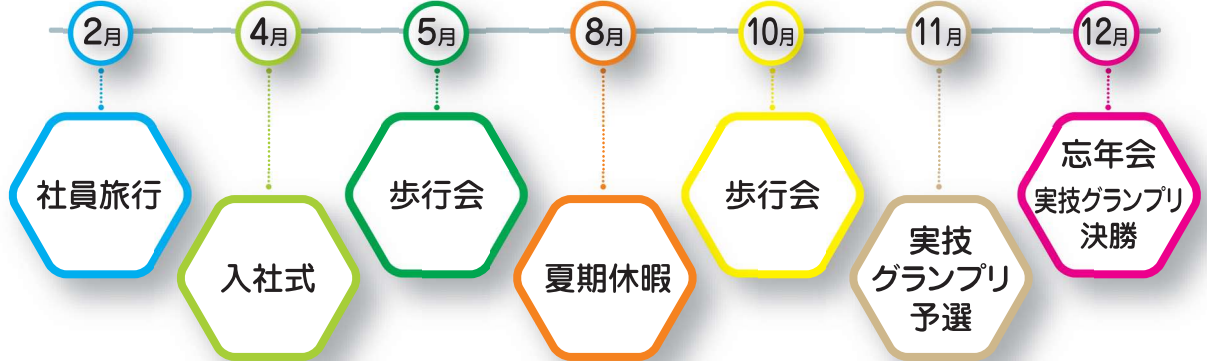 2月
4月
5月
8月
10月
11月
12月
社員旅行
入社式
歩行会
夏期休暇
歩行会
実技
グランプリ
予選
忘年会
実技グランプリ
決勝